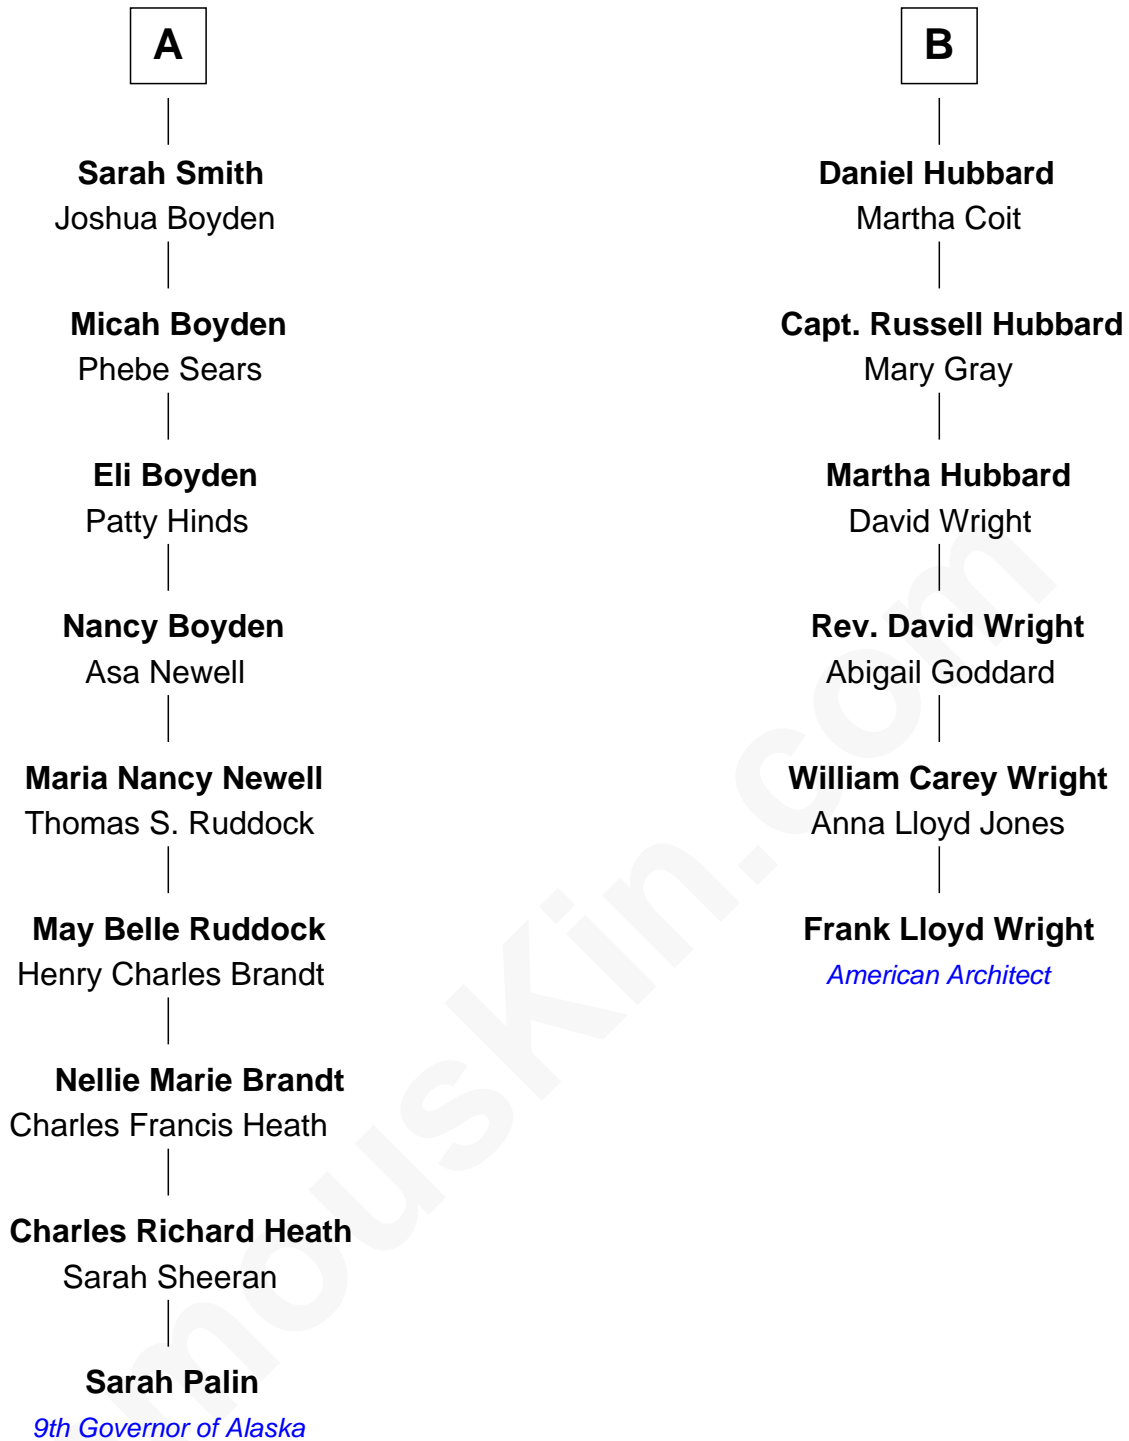 A
Sarah Smith
Joshua Boyden
Micah Boyden
Phebe Sears
Eli Boyden
Patty Hinds
Nancy Boyden
Asa Newell
Maria Nancy Newell
Thomas S. Ruddock
May Belle Ruddock
Henry Charles Brandt
Nellie Marie Brandt
Charles Francis Heath
Charles Richard Heath
Sarah Sheeran
Sarah Palin
9th Governor of Alaska
B
Daniel Hubbard
Martha Coit
Capt. Russell Hubbard
Mary Gray
Martha Hubbard
David Wright
Rev. David Wright
Abigail Goddard
William Carey Wright
Anna Lloyd Jones
Frank Lloyd Wright
American Architect
mousKin.com